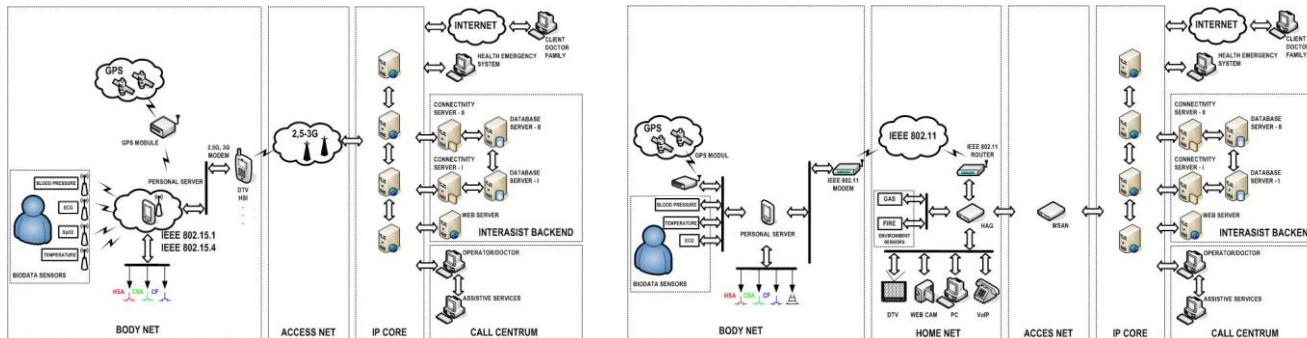 GPS
GPS MODULE
2.5G, 3G
MODEM
PERSONAL SERVER
DTV
HSI
BLOOD PRESSURE
ECG
SpO2
TEMPERATURE
BIODATA SENSORS
IEEE 802.15.1
IEEE 802.15.4
HSA
CSA
CF
BODY NET
2,5-3G
ACCESS NET
IP CORE
INTERNET
CLIENT
DOCTOR
FAMILY
HEALTH EMERGENCY
SYSTEM
CONNECTIVITY
SERVER - II
DATABASE
SERVER - II
CONNECTIVITY
SERVER - I
DATABASE
SERVER - I
WEB SERVER
INTERASIST BACKEND
OPERATOR/DOCTOR
ASSISTIVE SERVICES
CALL CENTRUM
GPS
GPS MODUL
BLOOD PRESSURE
TEMPERATURE
ECG
BIODATA SENSORS
PERSONAL SERVER
HSA
CSA
CF
IEEE 802.11
MODEM
BODY NET
IEEE 802.11
IEEE 802.11
ROUTER
GAS
FIRE
ENVIRONMENT
SENSORS
HAG
DTV
WEB CAM
PC
VoIP
HOME NET
MSAN
ACCES NET
IP CORE
INTERNET
CLIENT
DOCTOR
FAMILY
HEALTH EMERGENCY
SYSTEM
CONNECTIVITY
SERVER - II
DATABASE
SERVER - II
CONNECTIVITY
SERVER - I
DATABASE
SERVER - I
WEB SERVER
INTERASIST BACKEND
OPERATOR/DOCTOR
ASSISTIVE SERVICES
CALL CENTRUM